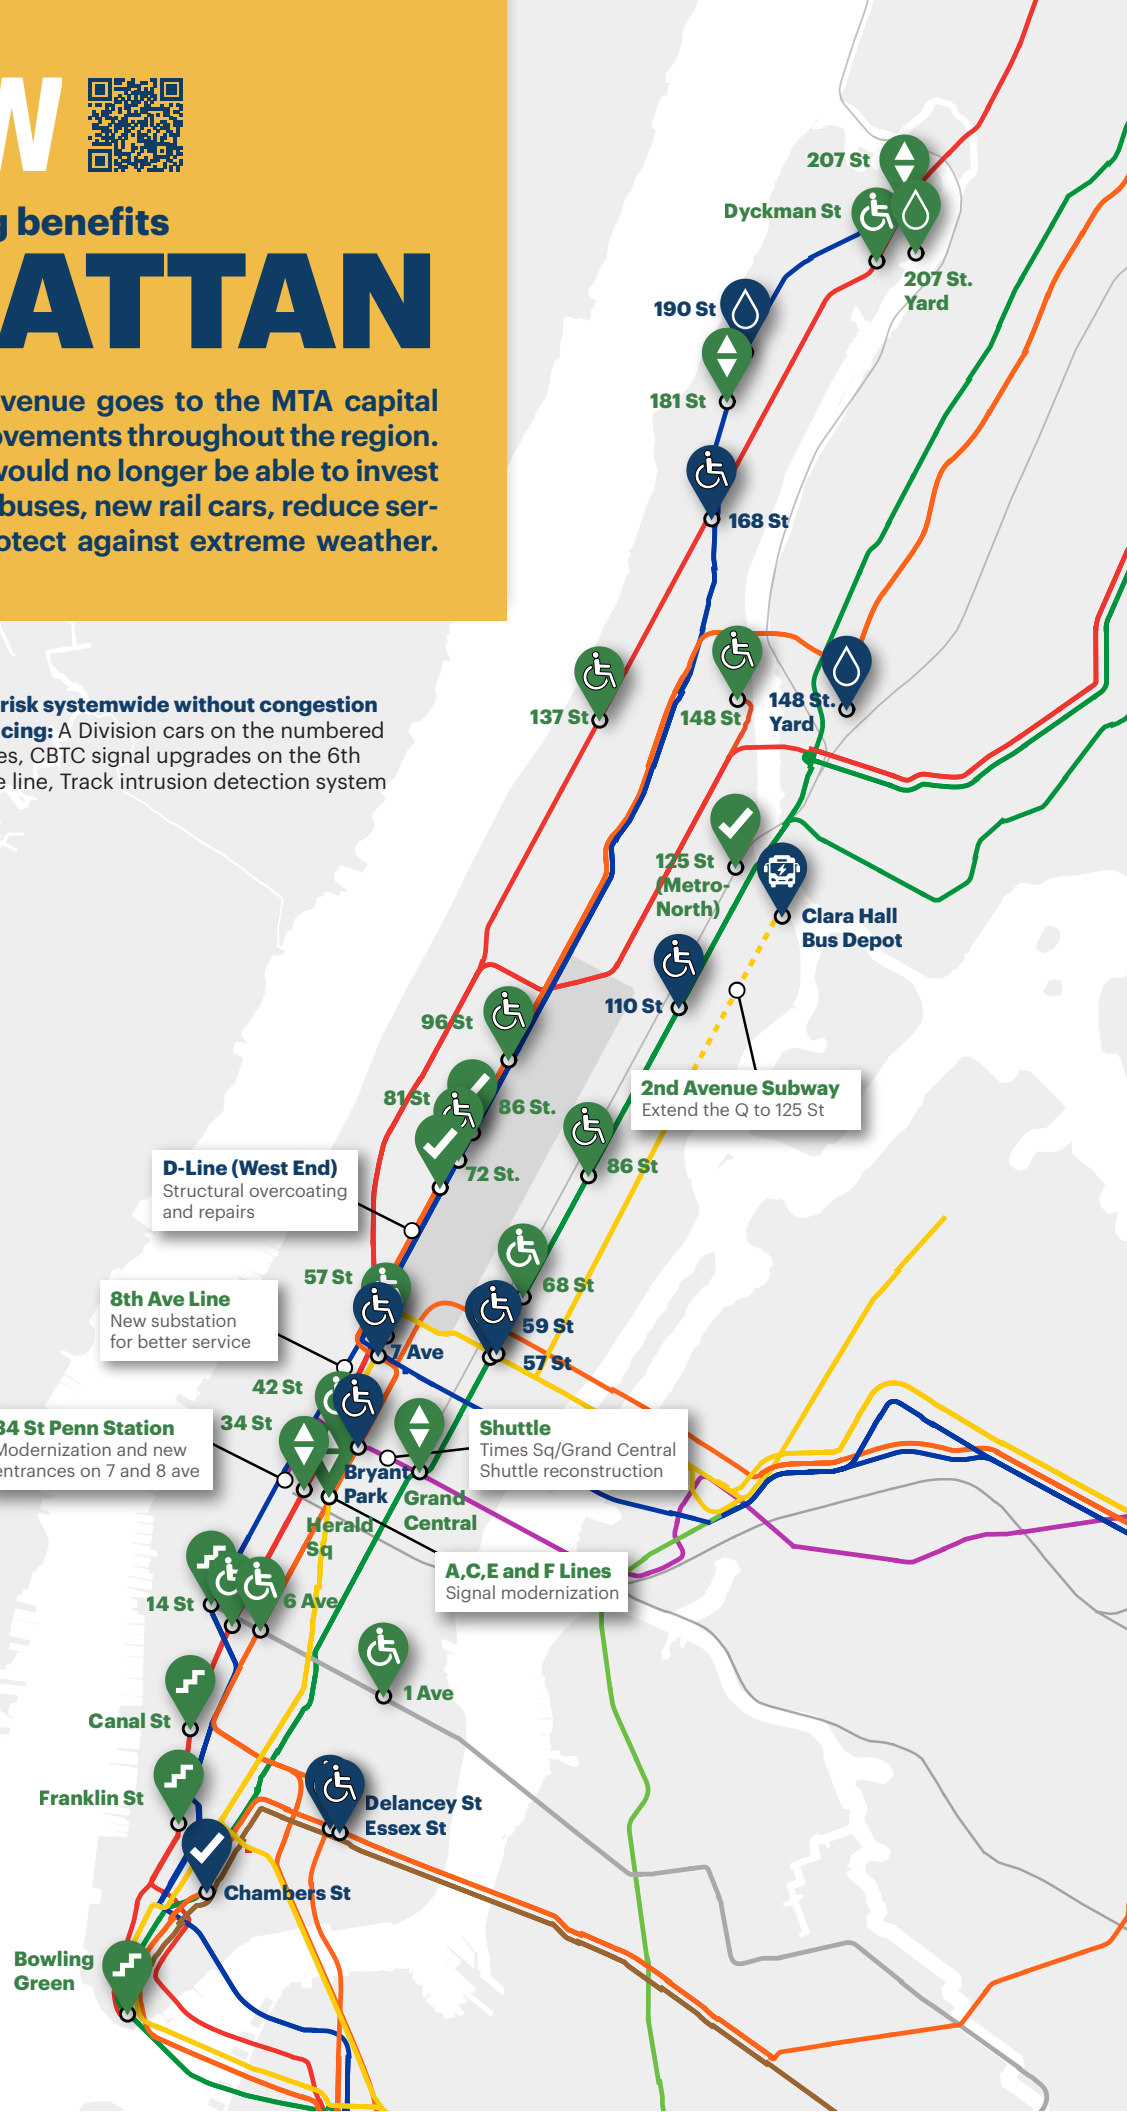 W
g benefits
ATTAN
venue goes to the MTA capital
ovements throughout the region.
would no longer be able to invest
buses, new rail cars, reduce ser-
otect against extreme weather.
risk systemwide without congestion
cing: A Division cars on the numbered
es, CBTC signal upgrades on the 6th
e line, Track intrusion detection system
207 St
Dyckman St
207 St.
Yard
190 St
181 St
168 St
137 St
148 St
148 St.
Yard
125 St
(Metro-
North)
Clara Hall
Bus Depot
110 St
96 St
2nd Avenue Subway
Extend the Q to 125 St
81 St
86 St.
72 St.
86 St
D-Line (West End)
Structural overcoating
and repairs
57 St
68 St
8th Ave Line
New substation
for better service
59 St
7 Ave
57 St
42 St
34 St
34 St Penn Station
Modernization and new
entrances on 7 and 8 ave
Shuttle
Times Sq/Grand Central
Shuttle reconstruction
Bryant
Park
Grand
Central
Herald
Sq
A,C,E and F Lines
Signal modernization
14 St
6 Ave
1 Ave
Canal St
Franklin St
Delancey St
Essex St
Chambers St
Bowling
Green